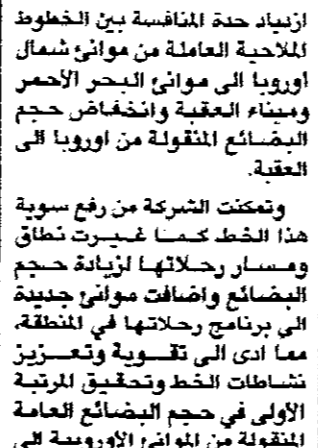 ازدياد حدة المنافسة بين الخطوط
الملاحية العاملة من موانئ شمال
اوروبا الى موانئ البحر الاحمر
وميناء العقبة وانخفاض حجم
البضائع المنقولة من اوروبا الى
العقبة.
وتمكنت الشركة من رفع سوية
هذا الخط كما غيرت نطاق
ومسار رحلاتها لزيادة حجم
البضائع واضافت موانئ جديدة
الى برنامج رحلاتها في المنطقة،
مما ادى الى تقوية وتعزيز
نشاطات الخط وتحقيق المرتبة
الأولى في حجم البضائع العامة
المنقولة من الموانئ الاوروبية الى